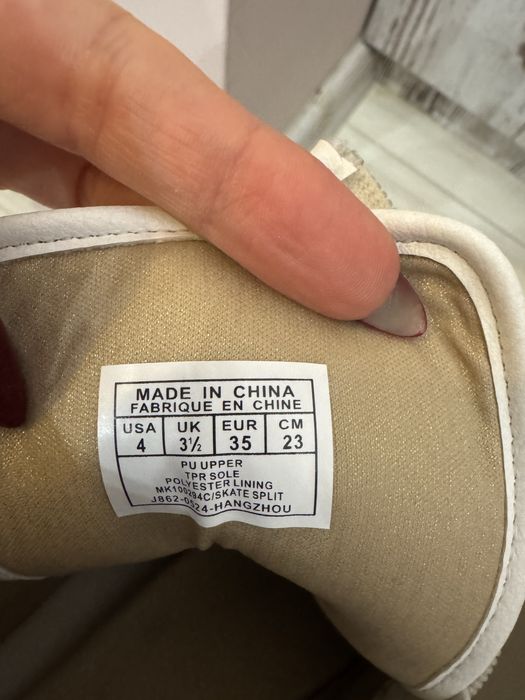 MADE IN CHINA
FABRIQUE EN CHINE
USA UK EUR CM
4 3½ 35 23
PU UPPER
TPR SOLE
POLYESTER LINING
MK100294C/SKATE SPLIT
J862-0524-HANGZHOU